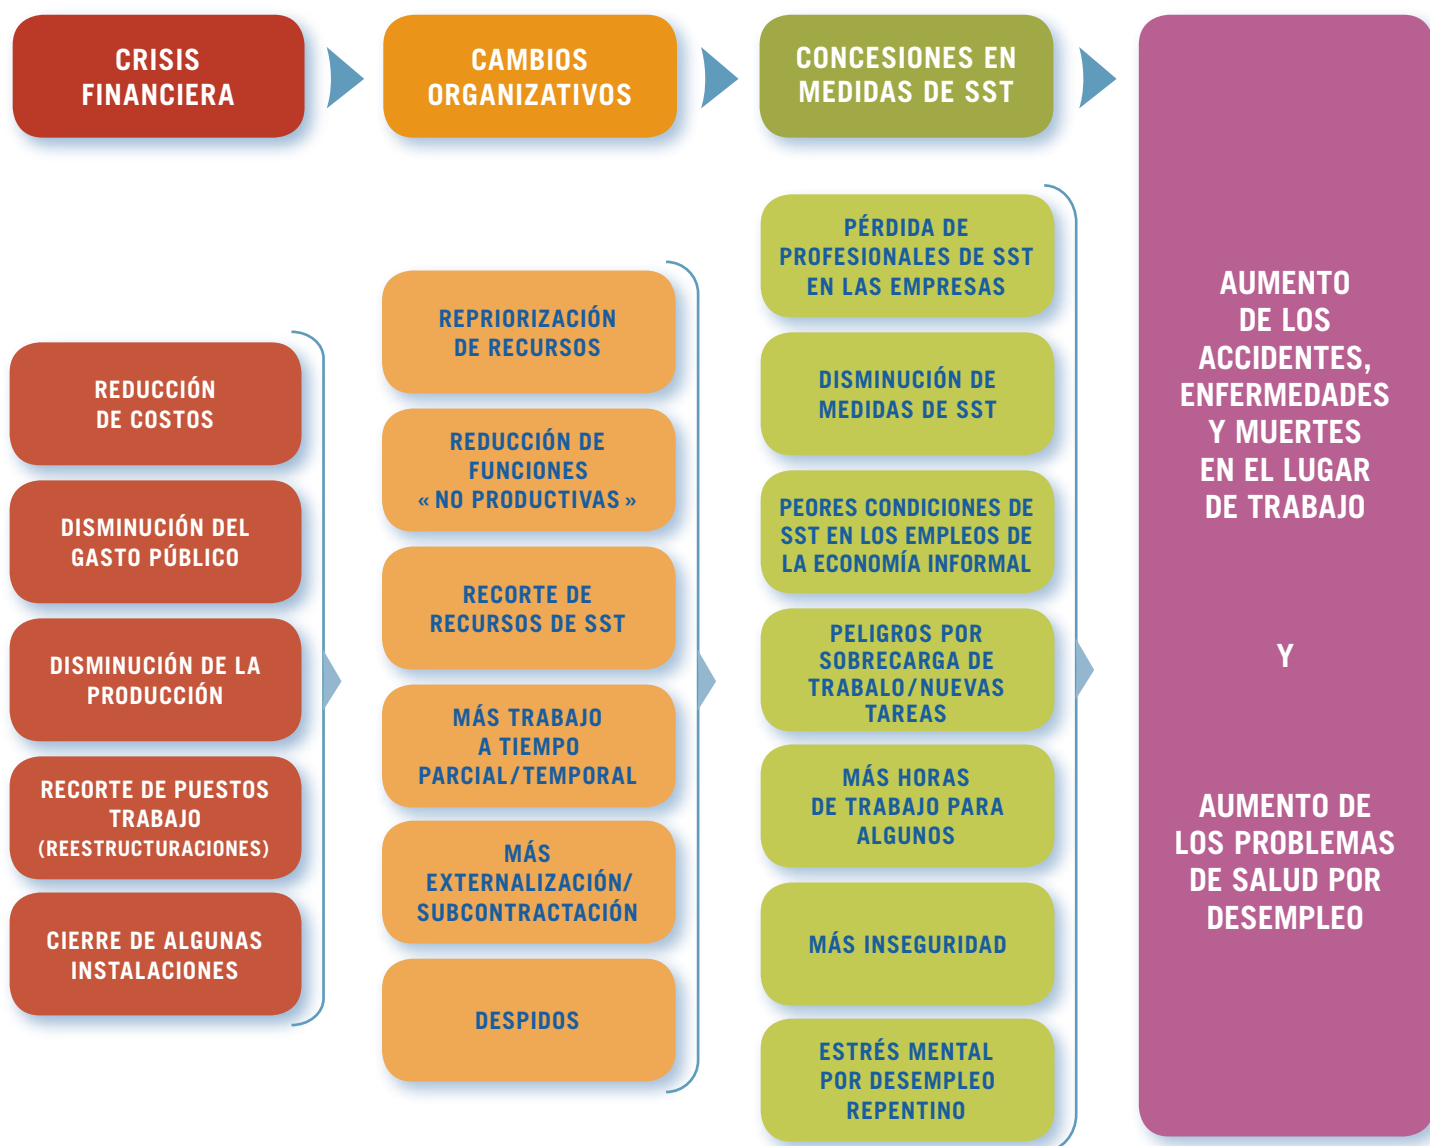 CRISIS
FINANCIERA
CAMBIOS
ORGANIZATIVOS
CONCESIONES EN
MEDIDAS DE SST
REDUCCIÓN
DE COSTOS
DISMINUCIÓN DEL
GASTO PÚBLICO
DISMINUCIÓN DE LA
PRODUCCIÓN
RECORTE DE PUESTOS
TRABAJO
(REESTRUCTURACIONES)
CIERRE DE ALGUNAS
INSTALACIONES
REPRIORIZACIÓN
DE RECURSOS
REDUCCIÓN DE
FUNCIONES
« NO PRODUCTIVAS »
RECORTE DE
RECURSOS DE SST
MÁS TRABAJO
A TIEMPO
PARCIAL/TEMPORAL
MÁS
EXTERNALIZACIÓN/
SUBCONTRACTACIÓN
DESPIDOS
PÉRDIDA DE
PROFESIONALES DE SST
EN LAS EMPRESAS
DISMINUCIÓN DE
MEDIDAS DE SST
PEORES CONDICIONES DE
SST EN LOS EMPLEOS DE
LA ECONOMÍA INFORMAL
PELIGROS POR
SOBRECARGA DE
TRABALO/NUEVAS
TAREAS
MÁS HORAS
DE TRABAJO PARA
ALGUNOS
MÁS INSEGURIDAD
ESTRÉS MENTAL
POR DESEMPLEO
REPENTINO
AUMENTO
DE LOS
ACCIDENTES,
ENFERMEDADES
Y MUERTES
EN EL LUGAR
DE TRABAJO
Y
AUMENTO DE
LOS PROBLEMAS
DE SALUD POR
DESEMPLEO